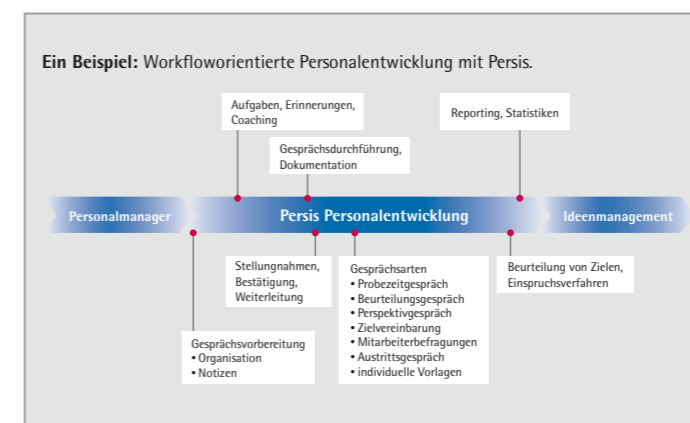 Ein Beispiel: Workfloworientierte Personalentwicklung mit Persis.
Aufgaben, Erinnerungen,
Coaching
Reporting, Statistiken
Gesprächsdurchführung,
Dokumentation
Personalmanager
Persis Personalentwicklung
Ideenmanagement
Stellungnahmen,
Bestätigung,
Weiterleitung
Gesprächsarten
• Probezeitgespräch
• Beurteilungsgespräch
• Perspektivgespräch
• Zielvereinbarung
• Mitarbeiterbefragungen
• Austrittsgespräch
• individuelle Vorlagen
Beurteilung von Zielen,
Einspruchsverfahren
Gesprächsvorbereitung
• Organisation
• Notizen